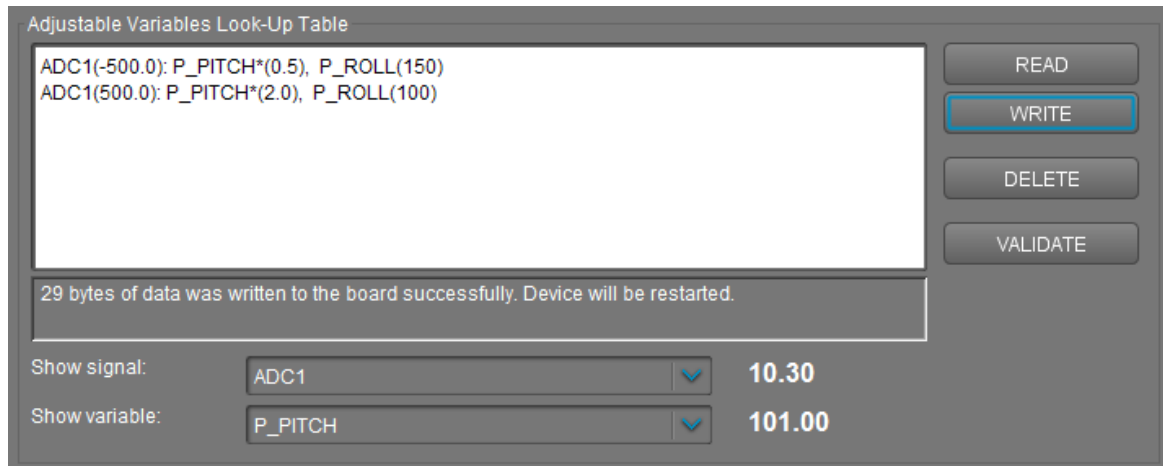 Adjustable Variables Look-Up Table
ADC1(-500.0): P_PITCH*(0.5), P_ROLL(150)
ADC1(500.0): P_PITCH*(2.0), P_ROLL(100)
READ
WRITE
DELETE
VALIDATE
29 bytes of data was written to the board successfully. Device will be restarted.
Show signal:
ADC1
10.30
Show variable:
P_PITCH
101.00